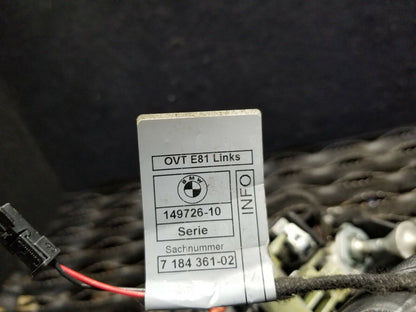 OVT E81 Links
BMW
149726-10
Serie
Sachnummer
7 184 361-02
INFO